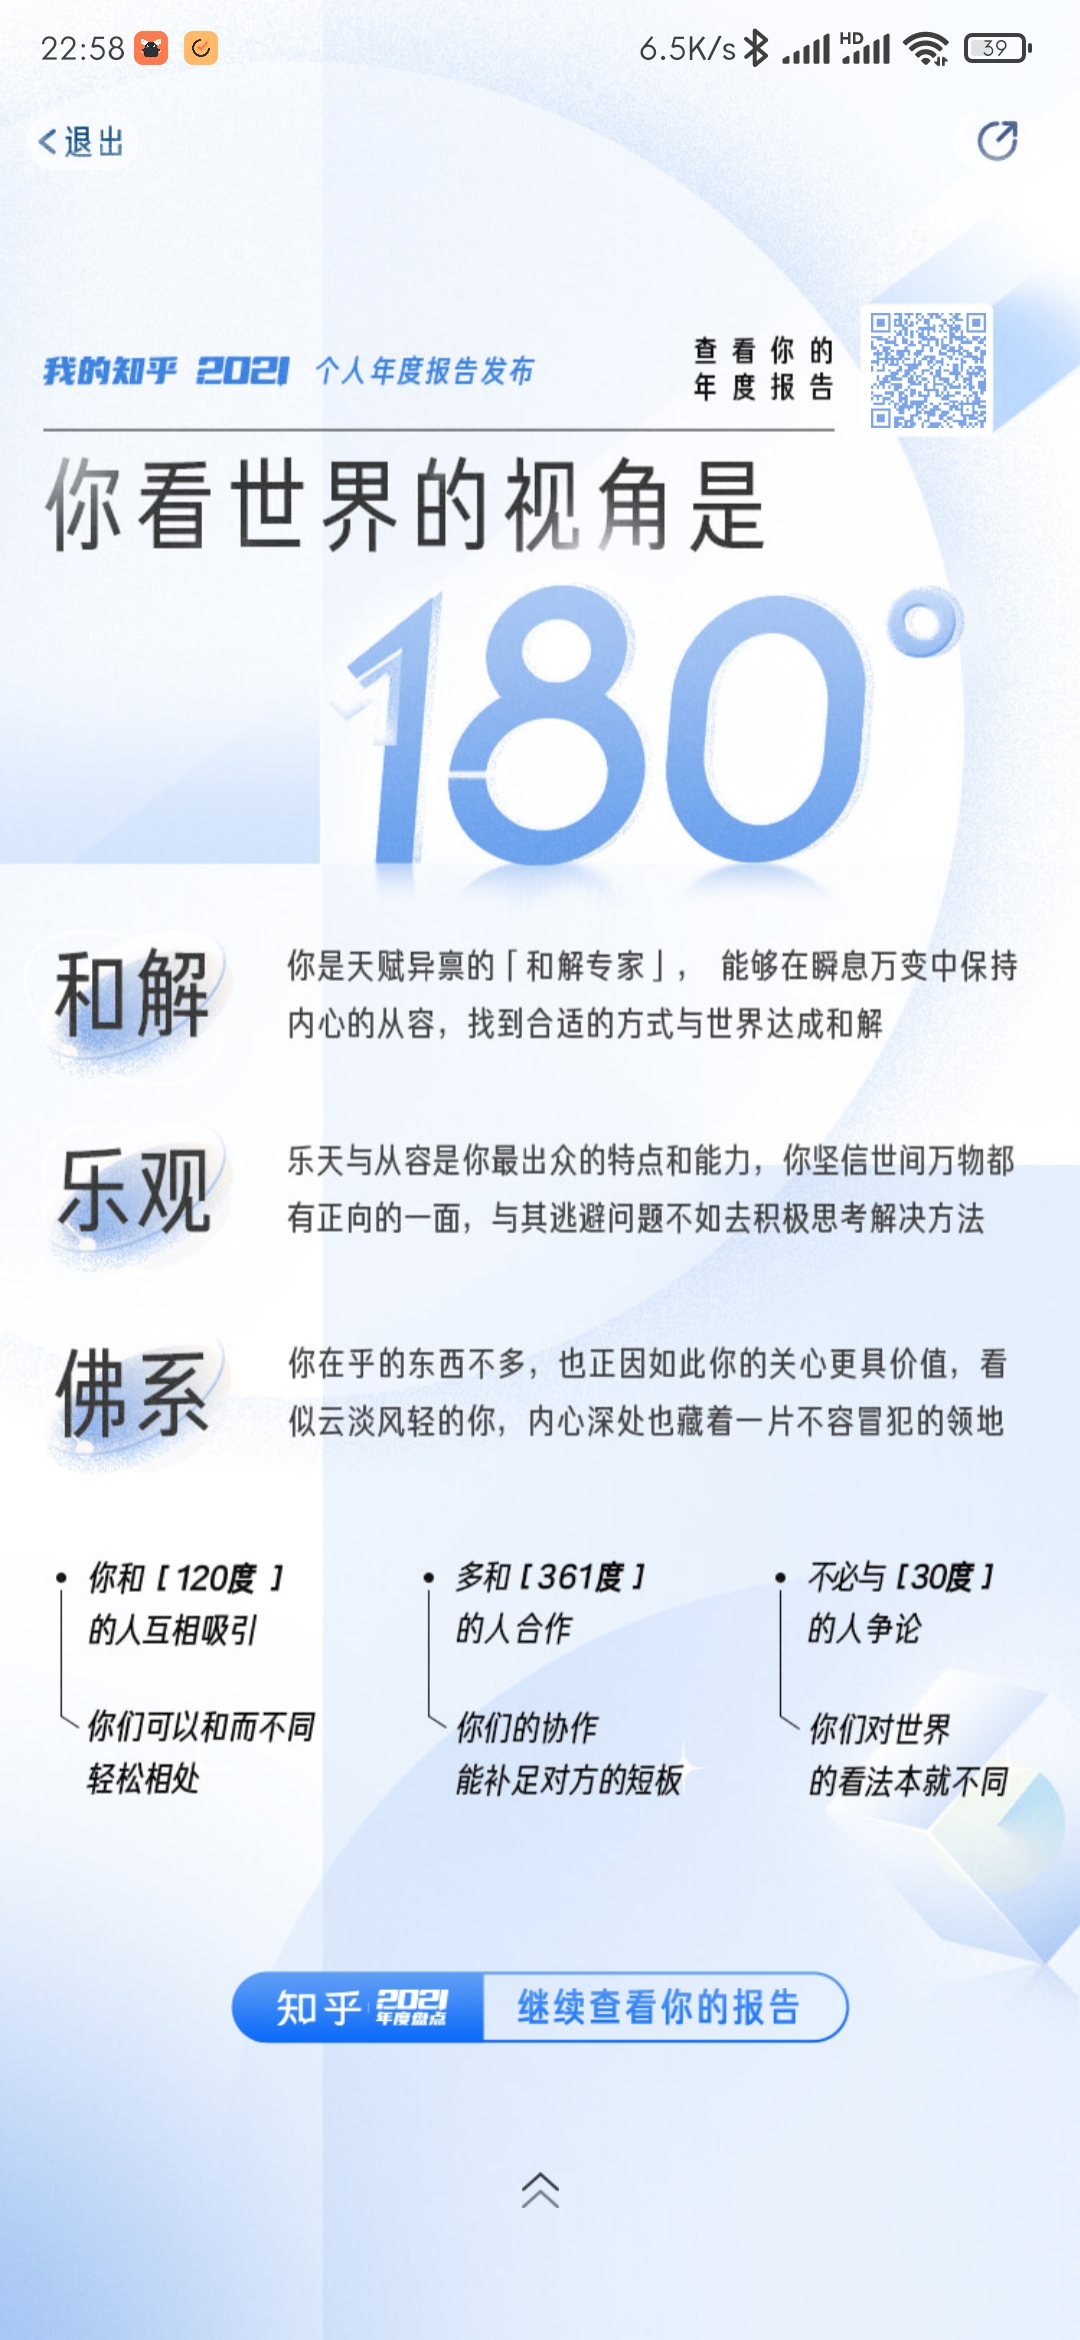 22:58
6.5K/s HD 39
退出
我的知乎 2021 个人年度报告发布
查看你的
年度报告
你看世界的视角是
180°
和解
你是天赋异禀的「和解专家」， 能够在瞬息万变中保持
内心的从容，找到合适的方式与世界达成和解
乐观
乐天与从容是你最出众的特点和能力，你坚信世间万物都
有正向的一面，与其逃避问题不如去积极思考解决方法
佛系
你在乎的东西不多，也正因如此你的关心更具价值，看
似云淡风轻的你，内心深处也藏着一片不容冒犯的领地
你和［120度］
的人互相吸引
你们可以和而不同
轻松相处
多和［361度］
的人合作
你们的协作
能补足对方的短板
不必与［30度］
的人争论
你们对世界
的看法本就不同
知乎 2021
年度盘点
继续查看你的报告